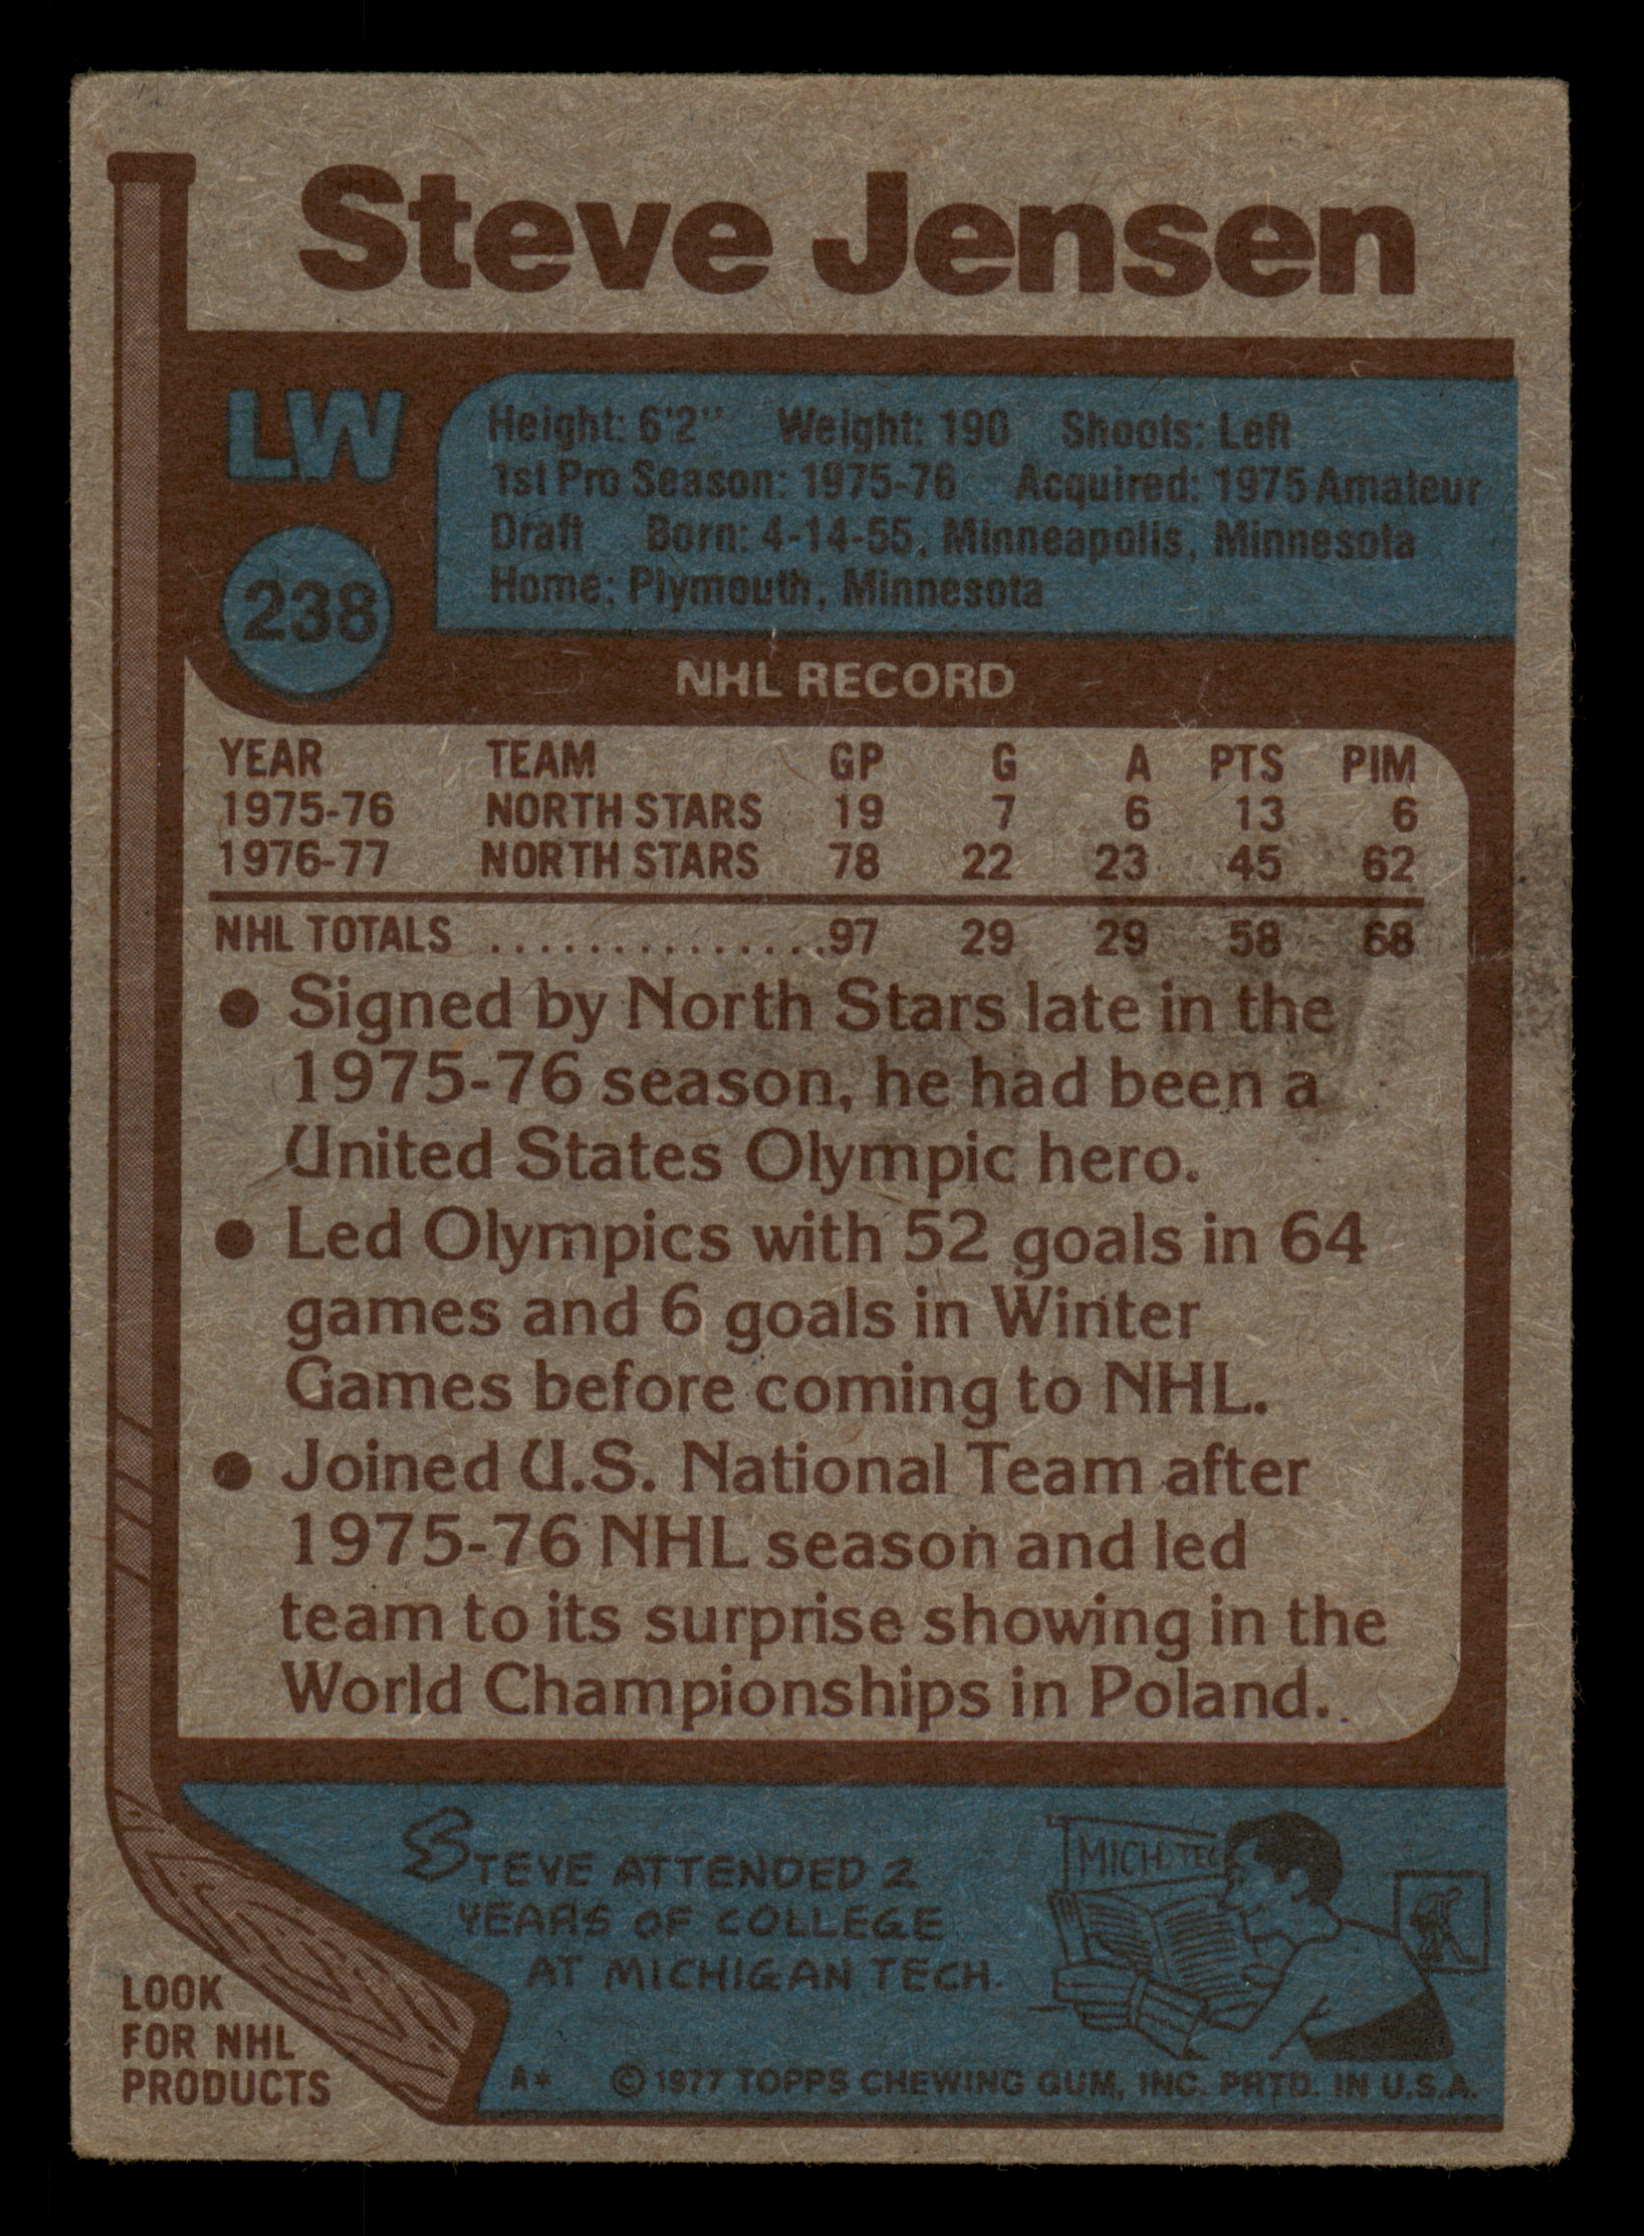 Steve Jensen
LW
238
Height: 6'2" Weight: 190 Shoots: Left
1st Pro Season: 1975-76 Acquired: 1975 Amateur
Draft Born: 4-14-55, Minneapolis, Minnesota
Home: Plymouth, Minnesota
NHL RECORD
YEAR TEAM GP G A PTS PIM
1975-76 NORTH STARS 19 7 6 13 6
1976-77 NORTH STARS 78 22 23 45 62
NHL TOTALS ...............97 29 29 58 68
● Signed by North Stars late in the
1975-76 season, he had been a
United States Olympic hero.
● Led Olympics with 52 goals in 64
games and 6 goals in Winter
Games before coming to NHL.
● Joined U.S. National Team after
1975-76 NHL season and led
team to its surprise showing in the
World Championships in Poland.
STEVE ATTENDED 2
YEARS OF COLLEGE
AT MICHIGAN TECH.
MICH. TEC
LOOK
FOR NHL
PRODUCTS
A* © 1977 TOPPS CHEWING GUM, INC. PRTD. IN U.S.A.